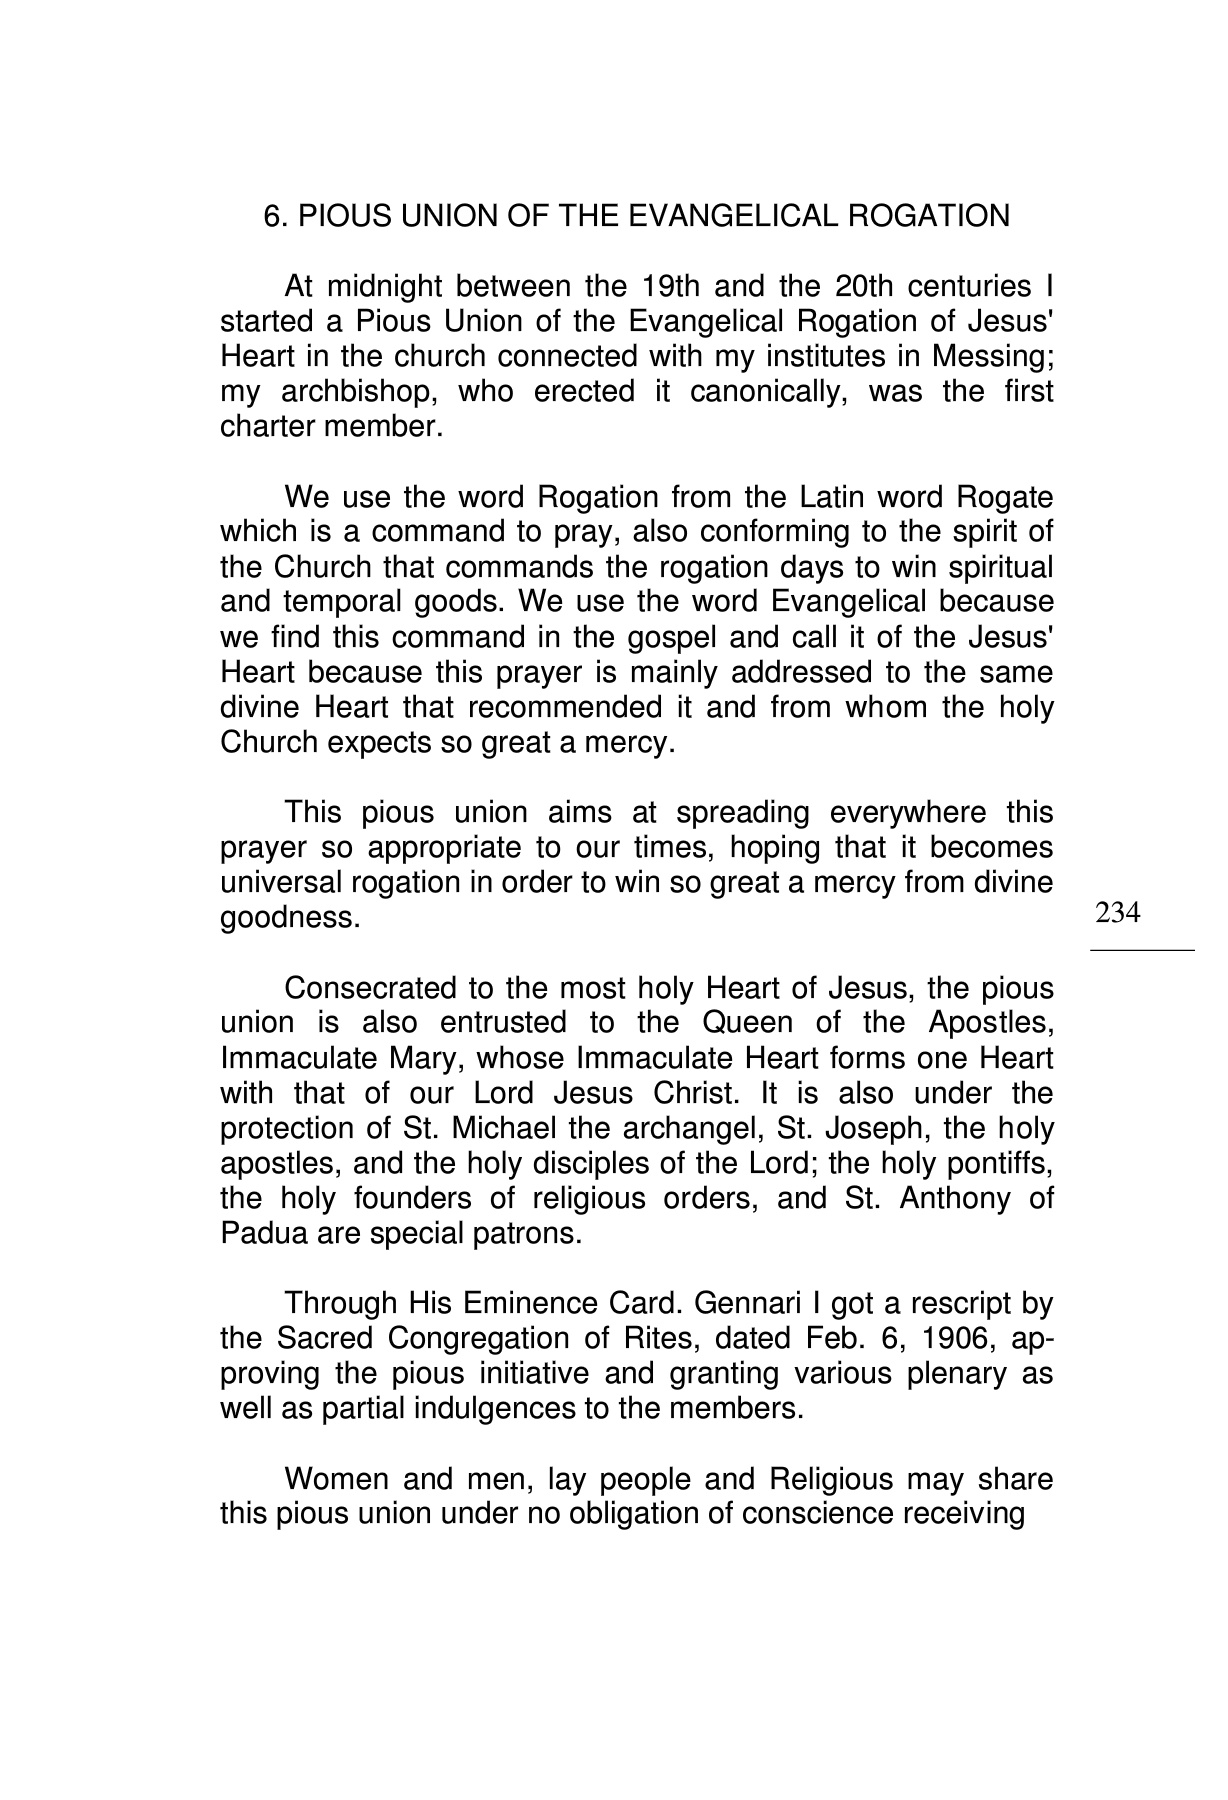 6. PIOUS UNION OF THE EVANGELICAL ROGATION
At midnight between the 19th and the 20th centuries I
started a Pious Union of the Evangelical Rogation of Jesus'
Heart in the church connected with my institutes in Messing;
my archbishop, who erected it canonically, was the first
charter member.
We use the word Rogation from the Latin word Rogate
which is a command to pray, also conforming to the spirit of
the Church that commands the rogation days to win spiritual
and temporal goods. We use the word Evangelical because
we find this command in the gospel and call it of the Jesus'
Heart because this prayer is mainly addressed to the same
divine Heart that recommended it and from whom the holy
Church expects so great a mercy.
This pious union aims at spreading everywhere this
prayer so appropriate to our times, hoping that it becomes
universal rogation in order to win so great a mercy from divine
goodness.
234
Consecrated to the most holy Heart of Jesus, the pious
union is also entrusted to the Queen of the Apostles,
Immaculate Mary, whose Immaculate Heart forms one Heart
with that of our Lord Jesus Christ. It is also under the
protection of St. Michael the archangel, St. Joseph, the holy
apostles, and the holy disciples of the Lord; the holy pontiffs,
the holy founders of religious orders, and St. Anthony of
Padua are special patrons.
Through His Eminence Card. Gennari I got a rescript by
the Sacred Congregation of Rites, dated Feb. 6, 1906, ap-
proving the pious initiative and granting various plenary as
well as partial indulgences to the members.
Women and men, lay people and Religious may share
this pious union under no obligation of conscience receiving